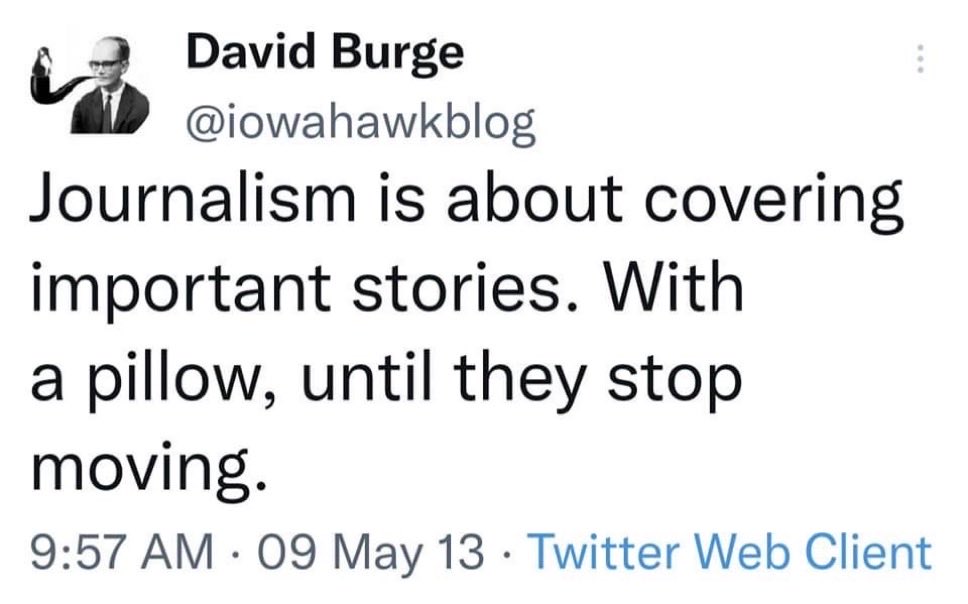 David Burge
@iowahawkblog
Journalism is about covering
important stories. With
a pillow, until they stop
moving.
9:57 AM · 09 May 13 · Twitter Web Client